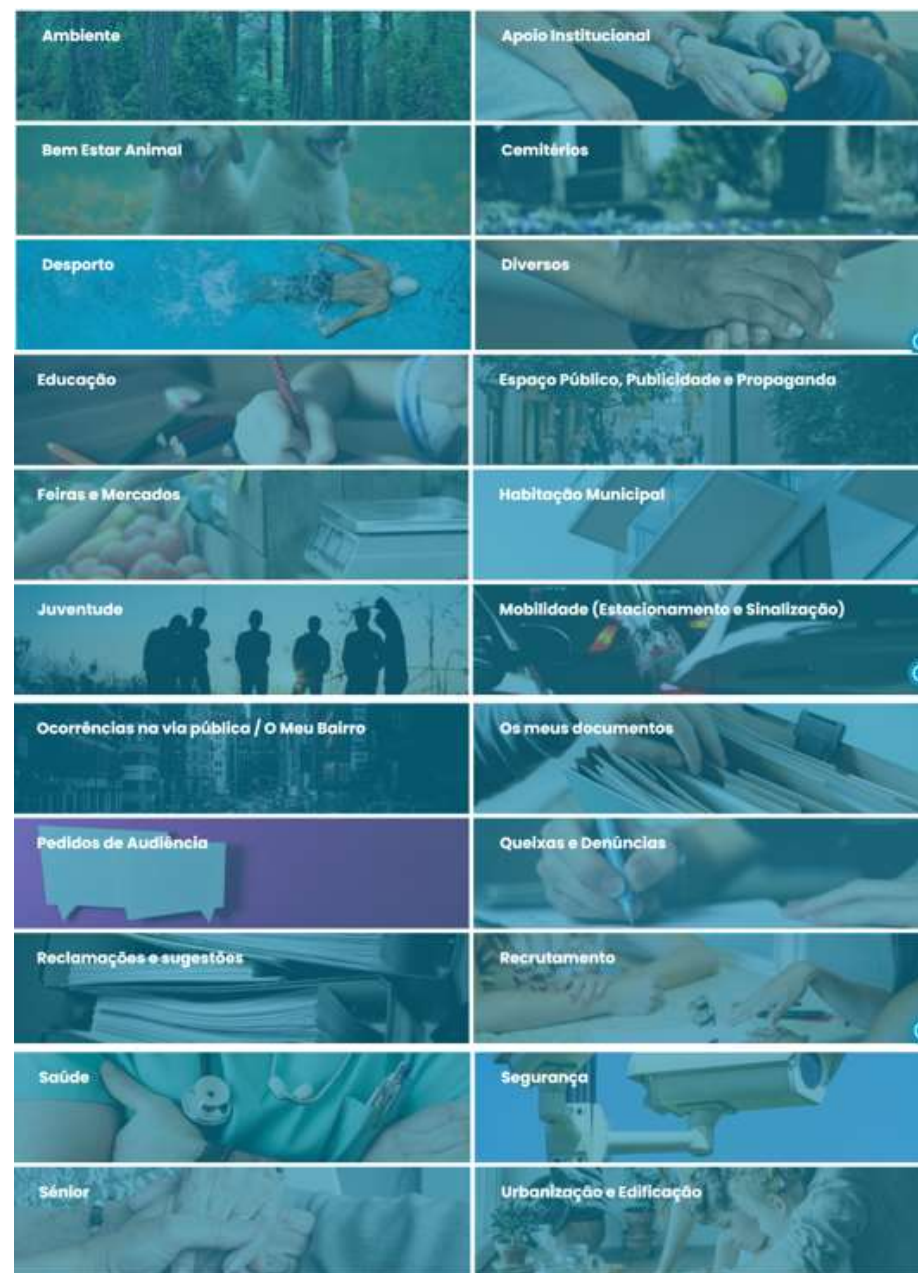 Ambiente
Apoio Institucional
Bem Estar Animal
Cemitérios
Desporto
Diversos
Educação
Espaço Público, Publicidade e Propaganda
Feiras e Mercados
Habitação Municipal
Juventude
Mobilidade (Estacionamento e Sinalização)
Ocorrências na via pública / O Meu Bairro
Os meus documentos
Pedidos de Audiência
Queixas e Denúncias
Reclamações e sugestões
Recrutamento
Saúde
Segurança
Sénior
Urbanização e Edificação